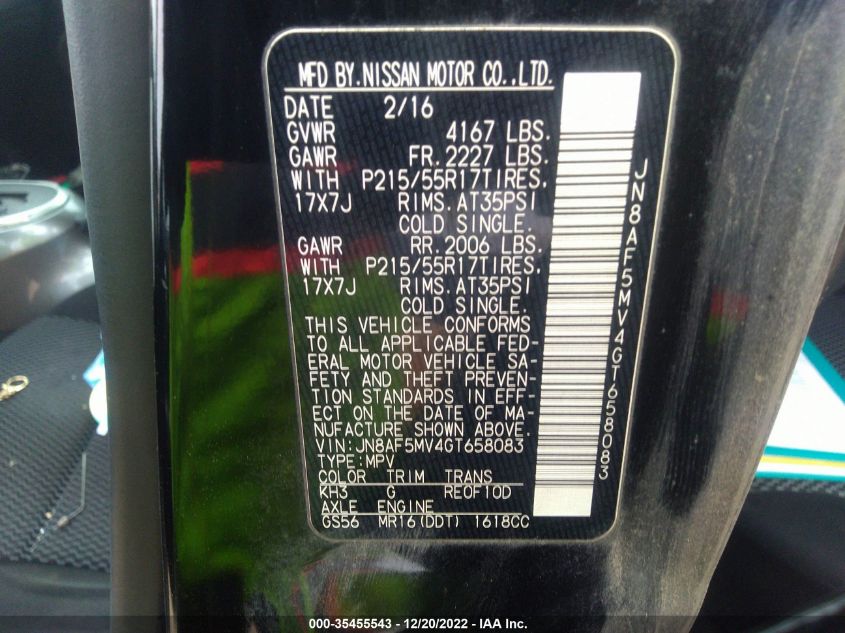 MFD BY.NISSAN MOTOR CO.,LTD.
DATE 2/16
GVWR 4167 LBS.
GAWR FR.2227 LBS.
WITH P215/55R17TIRES.
17X7J RIMS.AT35PSI
COLD SINGLE.
GAWR RR.2006 LBS.
WITH P215/55R17TIRES.
17X7J RIMS.AT35PSI
COLD SINGLE.
THIS VEHICLE CONFORMS
TO ALL APPLICABLE FED-
ERAL MOTOR VEHICLE SA-
FETY AND THEFT PREVEN-
TION STANDARDS IN EFF-
ECT ON THE DATE OF MA-
NUFACTURE SHOWN ABOVE.
VIN:JN8AF5MV4GT658083
TYPE:MPV
COLOR TRIM TRANS
KH3 G RE0F10D
AXLE ENGINE
GS56 MR16(DDT) 1618CC
JN8AF5MV4GT658083
000-35455543 - 12/20/2022 - IAA Inc.